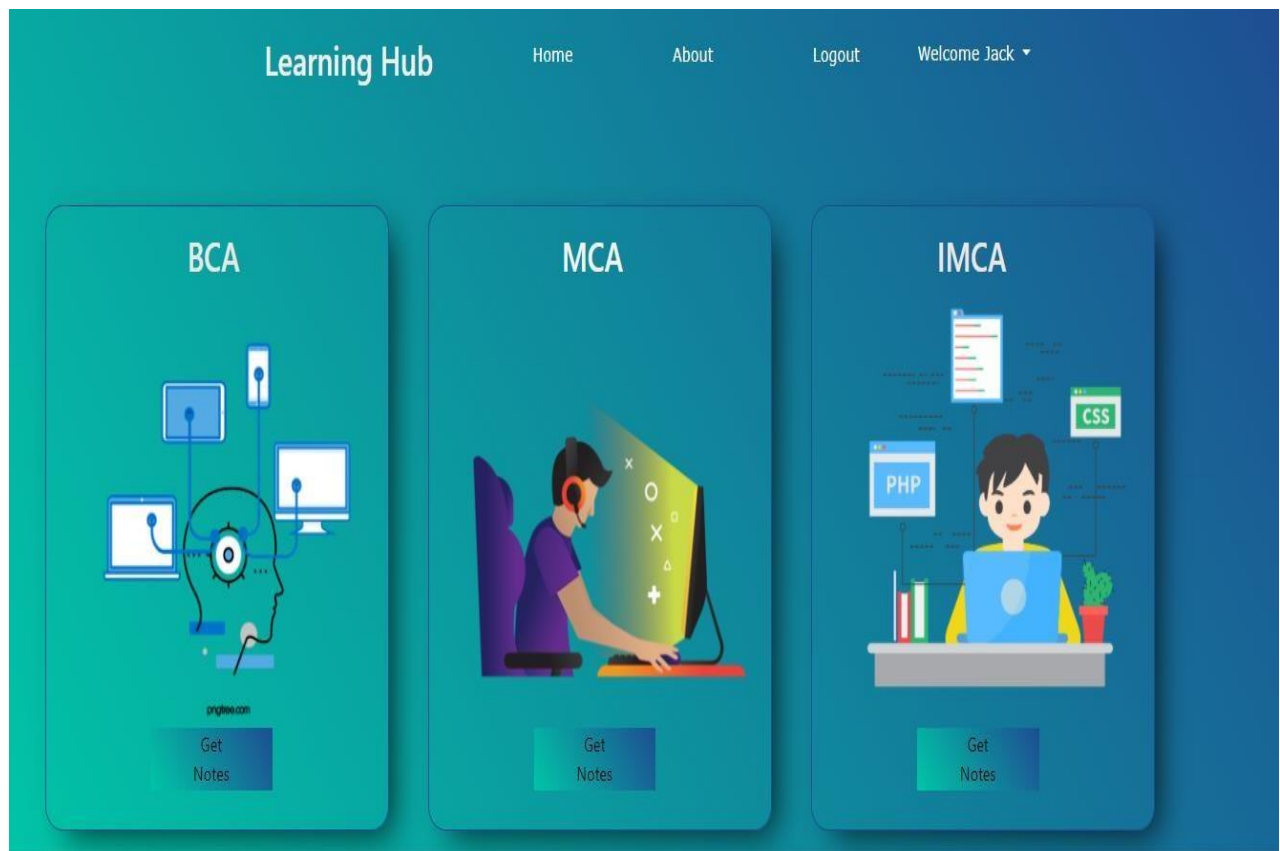 Learning Hub
Home
About
Logout
Welcome Jack
BCA
MCA
IMCA
CSS
PHP
pngtree.com
Get
Notes
Get
Notes
Get
Notes